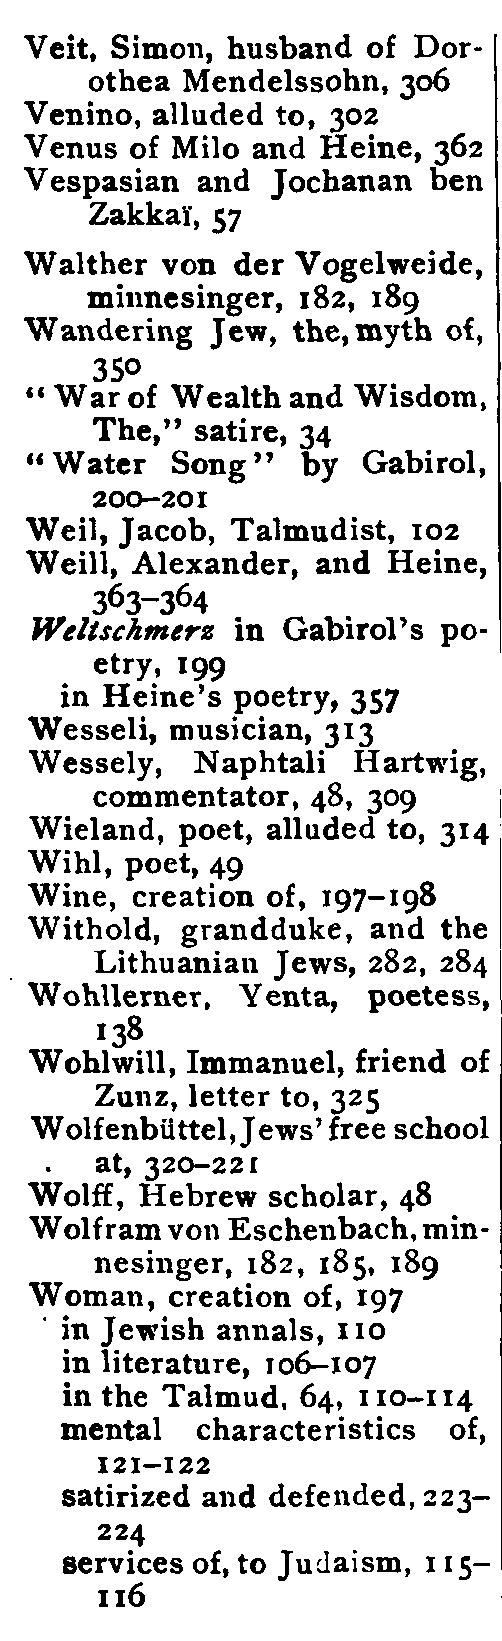 Veit, Simon, husband of Dor-
othea Mendelssohn, 306
Venino, alluded to, 302
Venus of Milo and Heine, 362
Vespasian and Jochanan ben
Zakkaï, 57
Walther von der Vogelweide,
minnesinger, 182, 189
Wandering Jew, the, myth of,
350
“War of Wealth and Wisdom,
The,” satire, 34
“Water Song” by Gabirol,
200–201
Weil, Jacob, Talmudist, 102
Weill, Alexander, and Heine,
363–364
Weltschmerz in Gabirol's po-
etry, 199
in Heine's poetry, 357
Wesseli, musician, 313
Wessely, Naphtali Hartwig,
commentator, 48, 309
Wieland, poet, alluded to, 314
Wihl, poet, 49
Wine, creation of, 197–198
Withold, grandduke, and the
Lithuanian Jews, 282, 284
Wohllerner, Yenta, poetess,
138
Wohlwill, Immanuel, friend of
Zunz, letter to, 325
Wolfenbüttel, Jews' free school
at, 320–221
Wolff, Hebrew scholar, 48
Wolfram von Eschenbach, min-
nesinger, 182, 185, 189
Woman, creation of, 197
in Jewish annals, 110
in literature, 106–107
in the Talmud, 64, 110–114
mental characteristics of,
121–122
satirized and defended, 223–
224
services of, to Judaism, 115–
116